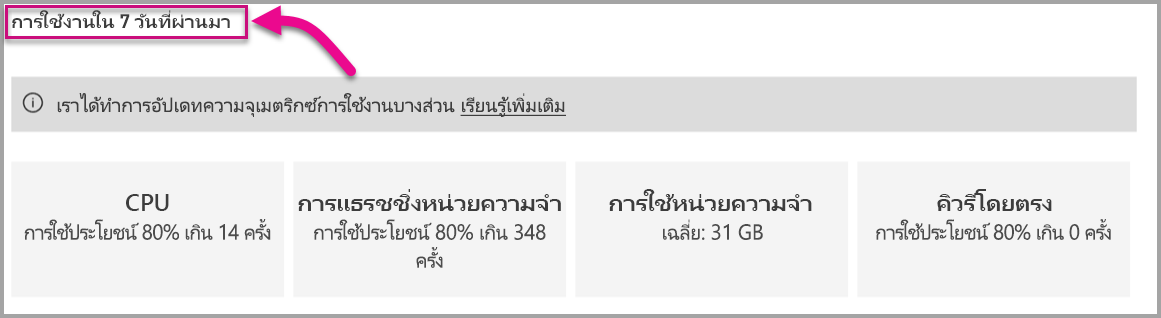 การใช้งานใน 7 วันที่ผ่านมา
เราได้ทำการอัปเดทความจุเมตริกซ์การใช้งานบางส่วน เรียนรู้เพิ่มเติม
CPU
การใช้ประโยชน์ 80% เกิน 14 ครั้ง
การแธรชชิ่งหน่วยความจำ
การใช้ประโยชน์ 80% เกิน 348
ครั้ง
การใช้หน่วยความจำ
เฉลี่ย: 31 GB
คิวรีโดยตรง
การใช้ประโยชน์ 80% เกิน 0 ครั้ง